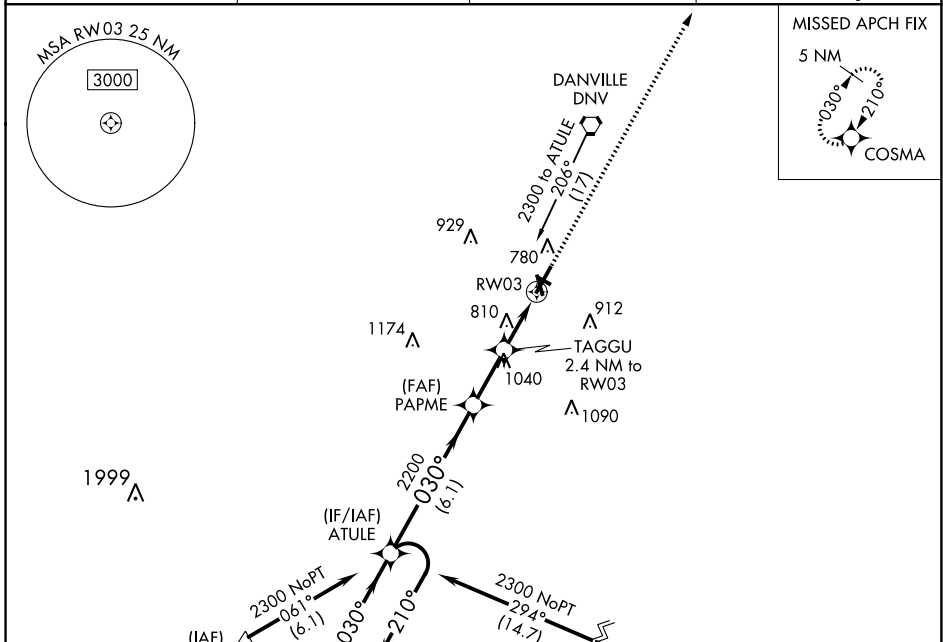 MSA RW03 25 NM
3000
MISSED APCH FIX
5 NM
030°
210°
COSMA
DANVILLE
DNV
2300 to ATULE
206°
(17)
929
780
RW03
810
912
1174
TAGGU
2.4 NM to
RW03
1040
(FAF)
PAPME
1090
2200
030°
(6.1)
1999
(IF/IAF)
ATULE
2300 NoPT
061°
(6.1)
030°
210°
2300 NoPT
294°
(14.7)
(IAF)